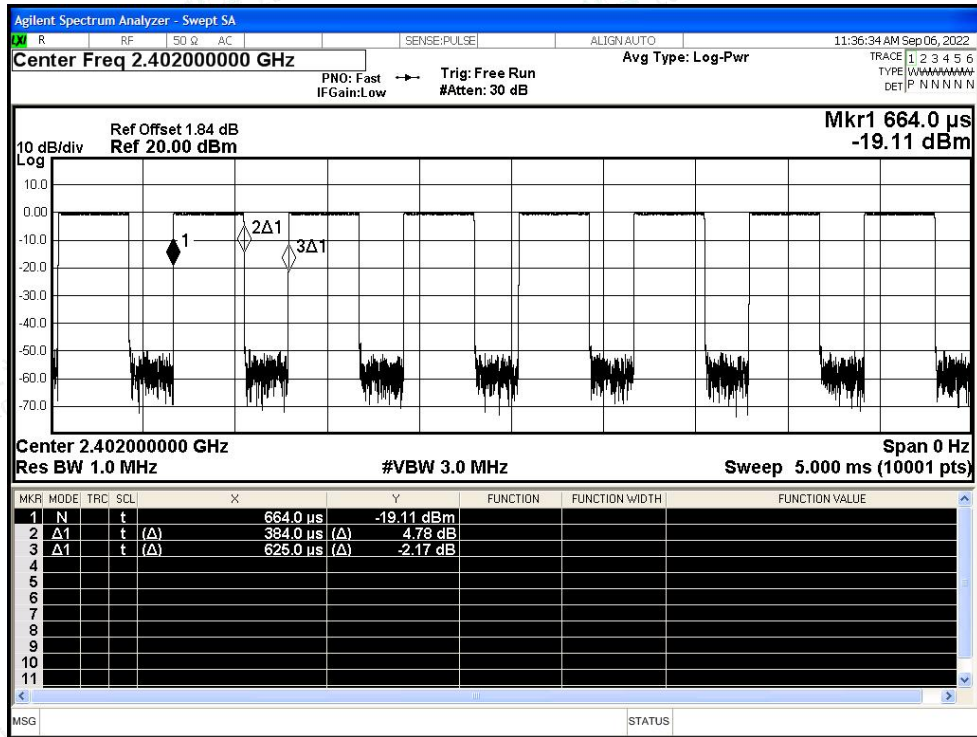 Agilent Spectrum Analyzer - Swept SA
LXI R RF 50 Ω AC SENSE:PULSE ALIGN AUTO 11:36:34 AM Sep 06, 2022
Center Freq 2.402000000 GHz
PNO: Fast
IFGain:Low
Trig: Free Run
#Atten: 30 dB
Avg Type: Log-Pwr
TRACE 1 2 3 4 5 6
TYPE
DET P N N N N N
Mkr1 664.0 µs
-19.11 dBm
10 dB/div
Log
Ref Offset 1.84 dB
Ref 20.00 dBm
10.0
0.00
-10.0
-20.0
-30.0
-40.0
-50.0
-60.0
-70.0
1
2Δ1
3Δ1
Center 2.402000000 GHz Span 0 Hz
Res BW 1.0 MHz #VBW 3.0 MHz Sweep 5.000 ms (10001 pts)
MKR MODE TRC SCL X Y FUNCTION FUNCTION WIDTH FUNCTION VALUE
1 N t 664.0 µs -19.11 dBm
2 Δ1 t (Δ) 384.0 µs (Δ) 4.78 dB
3 Δ1 t (Δ) 625.0 µs (Δ) -2.17 dB
4
5
6
7
8
9
10
11
MSG STATUS